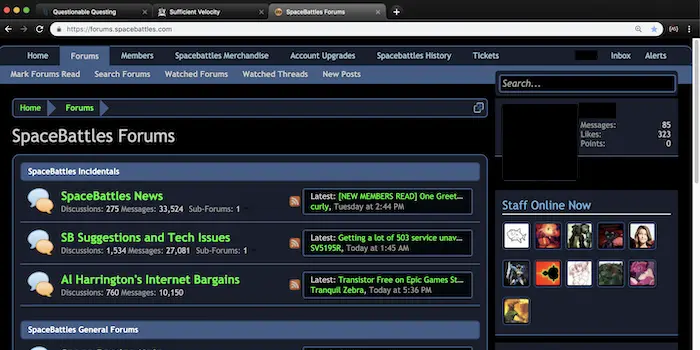 Questionable Questing
Sufficient Velocity
SpaceBattles Forums
https://forums.spacebattles.com
Home Forums Members Spacebattles Merchandise Account Upgrades Spacebattles History Tickets Inbox Alerts
Mark Forums Read Search Forums Watched Forums Watched Threads New Posts
Search...
Home Forums
Messages: 85
Likes: 323
Points: 0
SpaceBattles Forums
SpaceBattles Incidentals
SpaceBattles News
Discussions: 275 Messages: 33,524 Sub-Forums: 1
Latest: [NEW MEMBERS READ] One Greet...
curly, Tuesday at 2:44 PM
SB Suggestions and Tech Issues
Discussions: 1,534 Messages: 27,081 Sub-Forums: 1
Latest: Getting a lot of 503 service unav...
SV5195R, Today at 1:45 AM
Al Harrington's Internet Bargains
Discussions: 760 Messages: 10,150
Latest: Transistor Free on Epic Games St...
Tranquil Zebra, Today at 5:36 PM
SpaceBattles General Forums
Staff Online Now